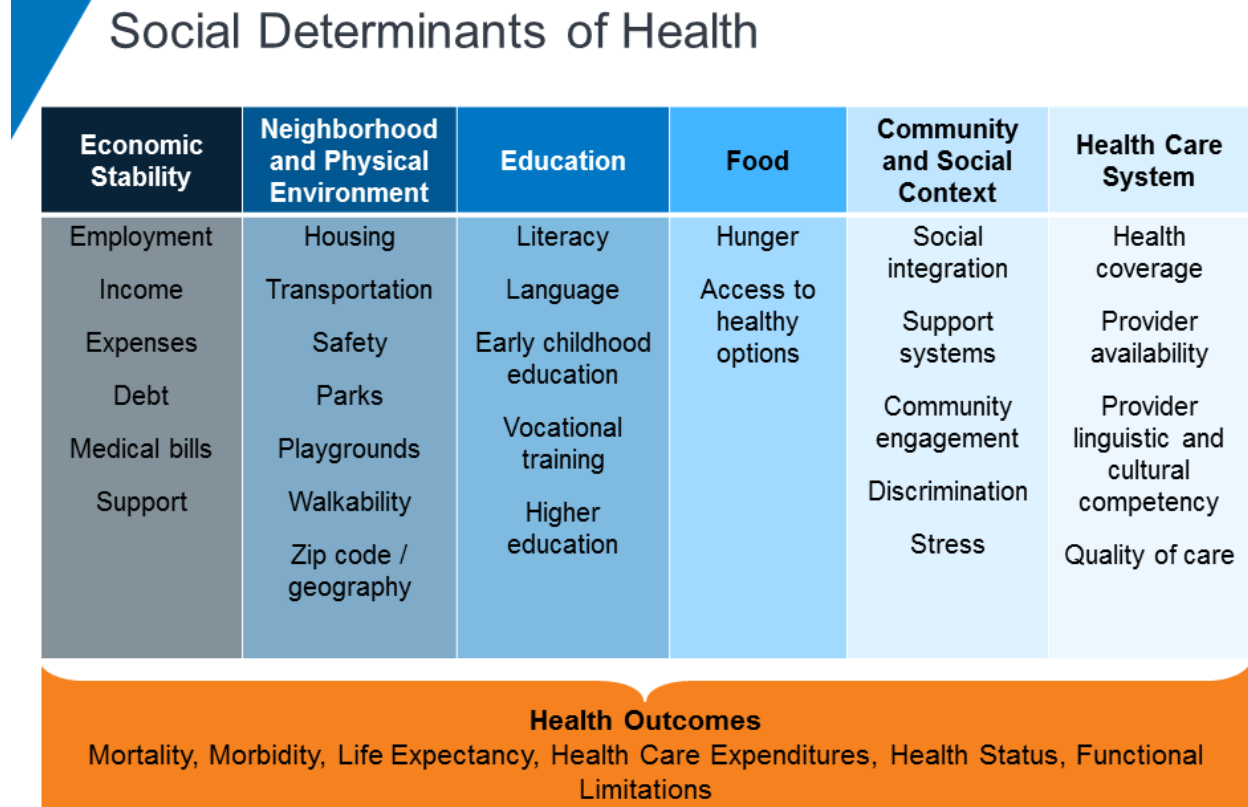 Social Determinants of Health
Economic
Stability
Neighborhood
and Physical
Environment
Education
Food
Community
and Social
Context
Health Care
System
Employment
Income
Expenses
Debt
Medical bills
Support
Housing
Transportation
Safety
Parks
Playgrounds
Walkability
Zip code /
geography
Literacy
Language
Early childhood
education
Vocational
training
Higher
education
Hunger
Access to
healthy
options
Social
integration
Support
systems
Community
engagement
Discrimination
Stress
Health
coverage
Provider
availability
Provider
linguistic and
cultural
competency
Quality of care
Health Outcomes
Mortality, Morbidity, Life Expectancy, Health Care Expenditures, Health Status, Functional
Limitations